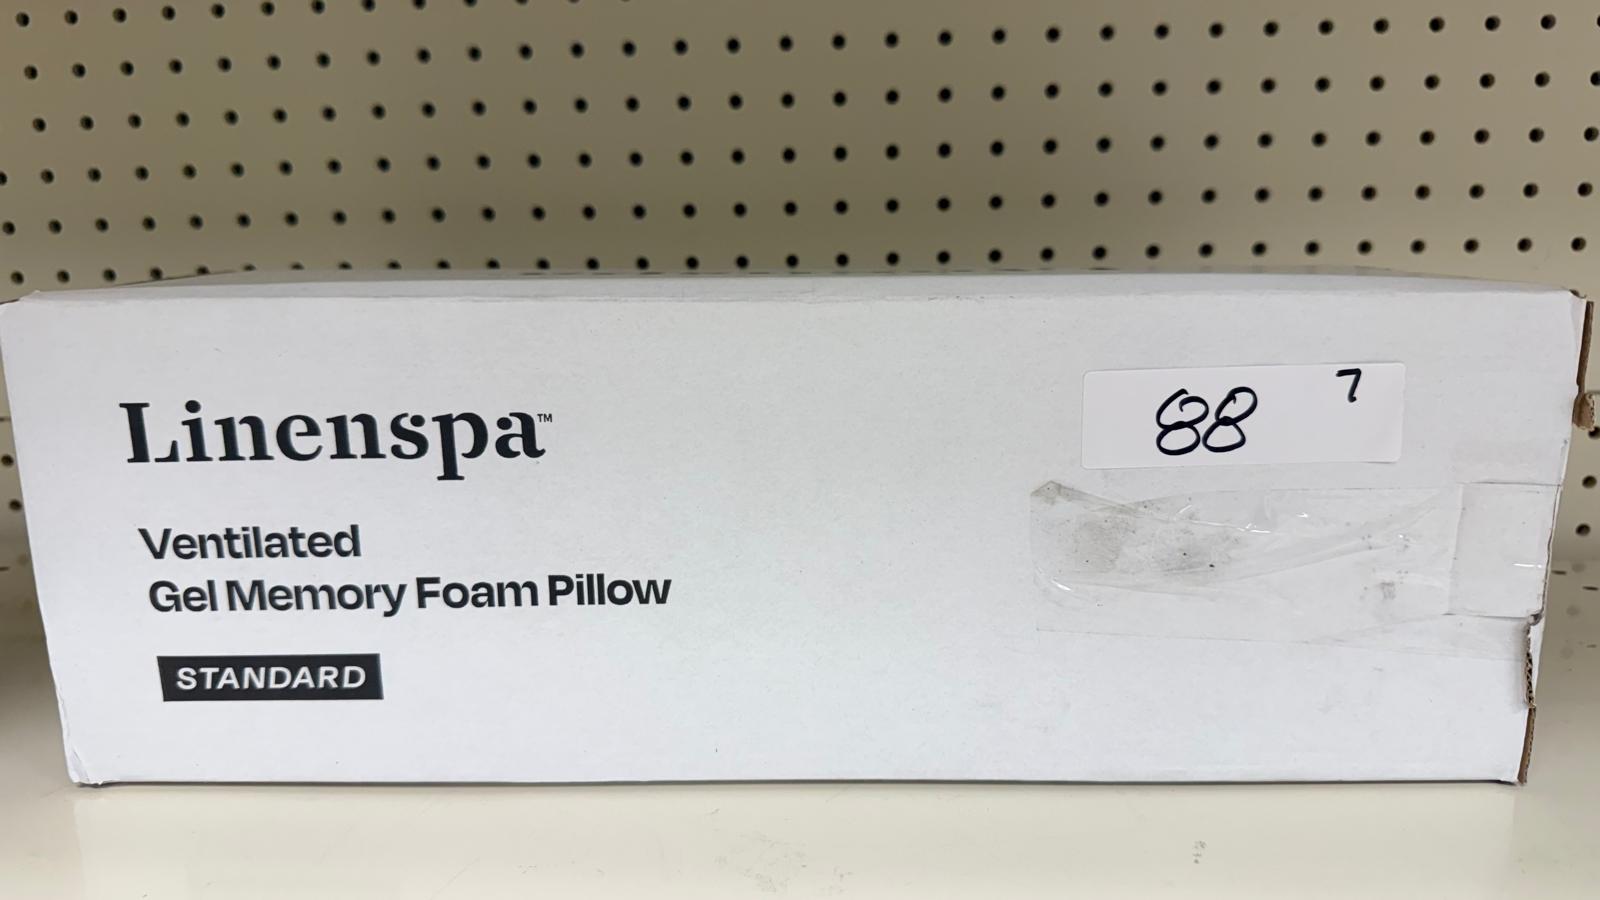 Linenspa™
Ventilated
Gel Memory Foam Pillow
STANDARD
88 7